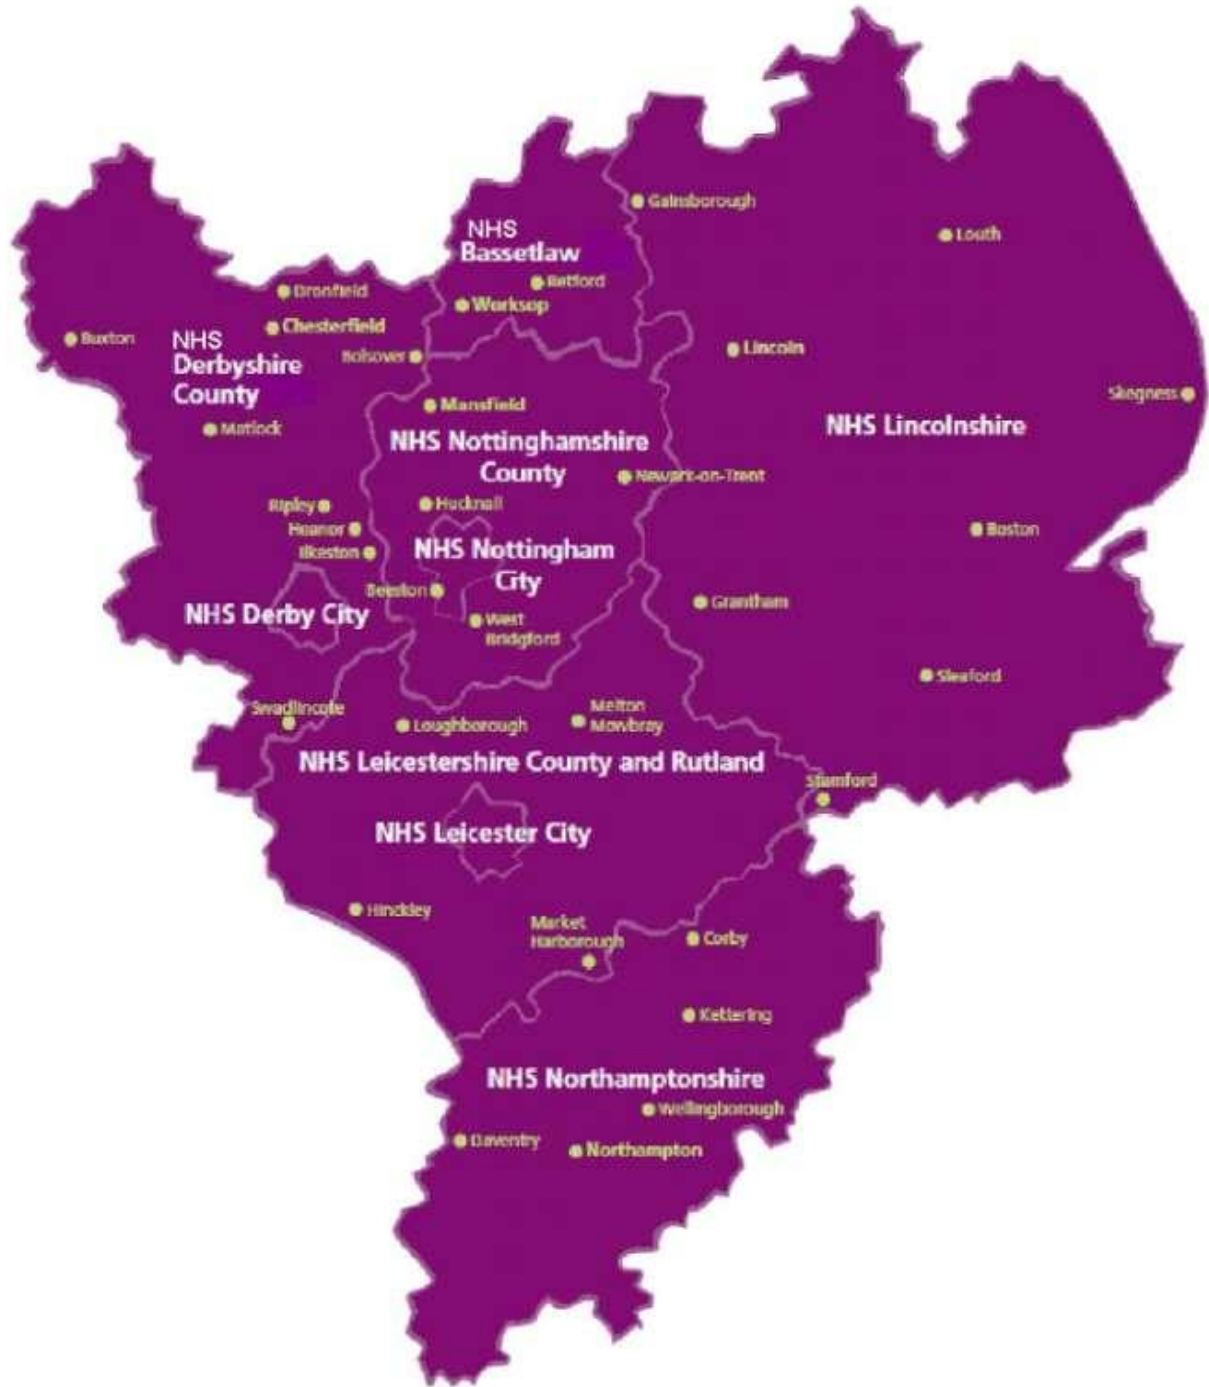 Gainsborough
NHS
Bassetlaw
Louth
Retford
Dronfield
Worksop
Chesterfield
Buxton
NHS
Derbyshire
County
Bolsover
Lincoln
Skegness
Mansfield
Matlock
NHS Nottinghamshire
County
NHS Lincolnshire
Newark-on-Trent
Ripley
Hucknall
Heanor
Boston
Ilkeston
NHS Nottingham
City
Beeston
Grantham
NHS Derby City
West
Bridgford
Sleaford
Swadlincote
Loughborough
Melton
Mowbray
NHS Leicestershire County and Rutland
Stamford
NHS Leicester City
Hinckley
Market
Harborough
Corby
Kettering
NHS Northamptonshire
Wellingborough
Daventry
Northampton